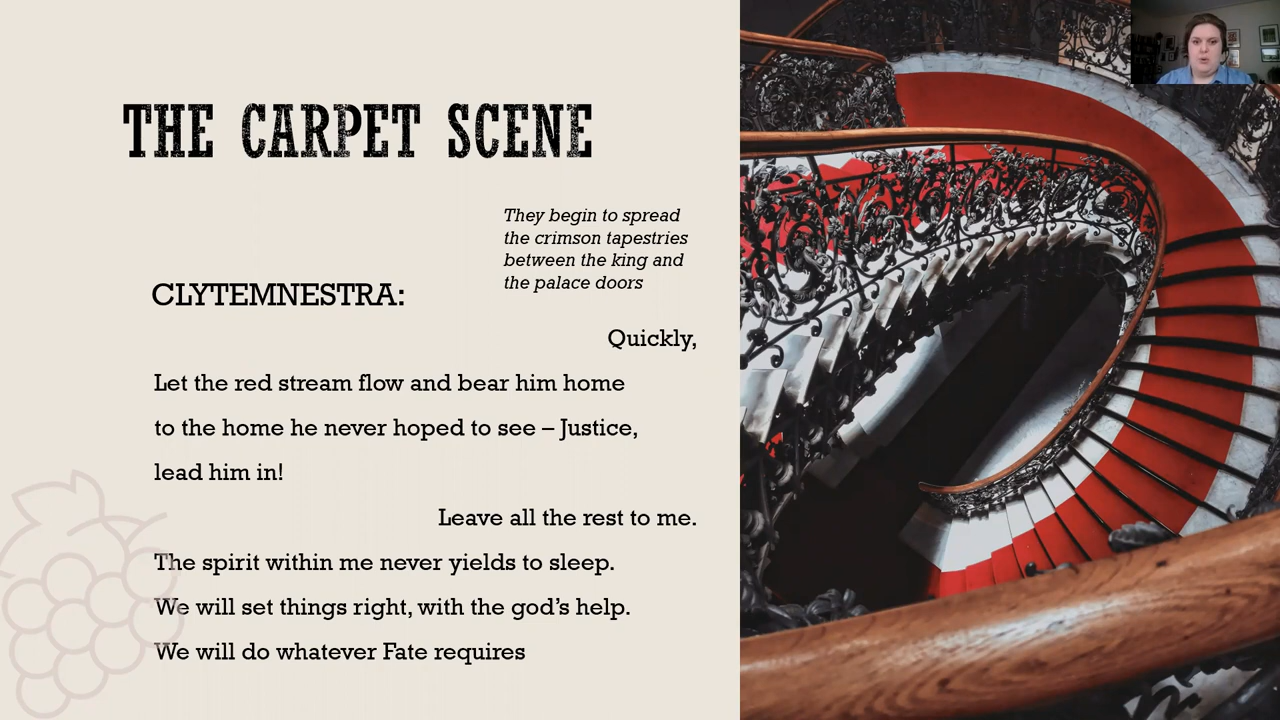 THE CARPET SCENE
They begin to spread
the crimson tapestries
between the king and
the palace doors
CLYTEMNESTRA:
Quickly,
Let the red stream flow and bear him home
to the home he never hoped to see – Justice,
lead him in!
Leave all the rest to me.
The spirit within me never yields to sleep.
We will set things right, with the god’s help.
We will do whatever Fate requires